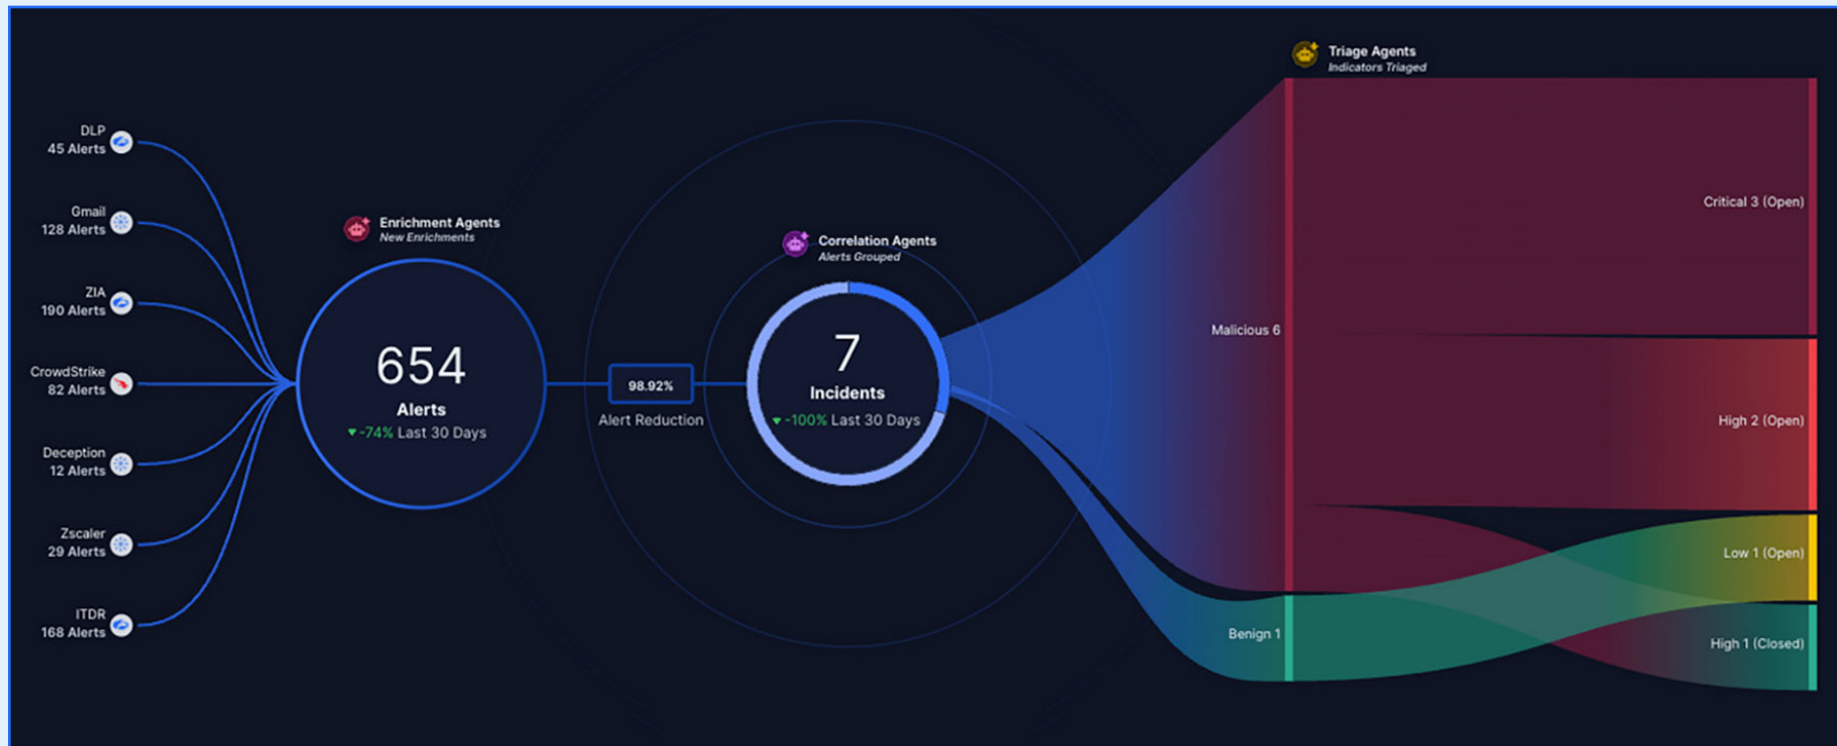 DLP
45 Alerts
Gmail
128 Alerts
ZIA
190 Alerts
CrowdStrike
82 Alerts
Deception
12 Alerts
Zscaler
29 Alerts
ITDR
168 Alerts
Enrichment Agents
New Enrichments
654
Alerts
-74% Last 30 Days
98.92%
Alert Reduction
Correlation Agents
Alerts Grouped
7
Incidents
-100% Last 30 Days
Triage Agents
Indicators Triaged
Malicious 6
Benign 1
Critical 3 (Open)
High 2 (Open)
Low 1 (Open)
High 1 (Closed)